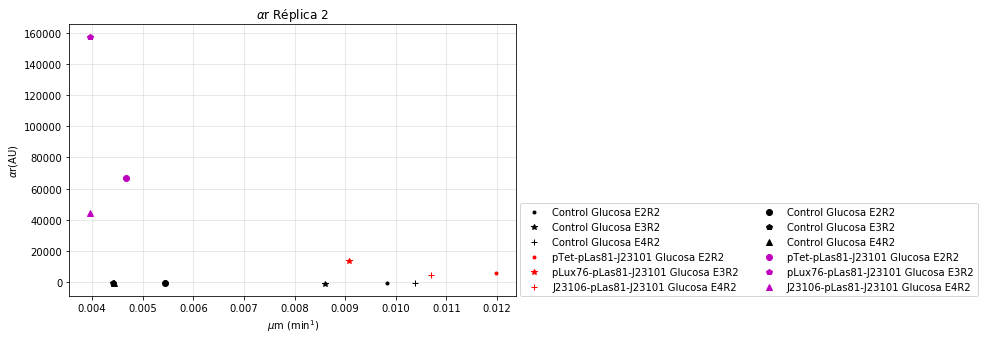 αr Réplica 2
160000
140000
120000
100000
80000
60000
40000
20000
0
αr(AU)
0.004 0.005 0.006 0.007 0.008 0.009 0.010 0.011 0.012
μm (min¹)
Control Glucosa E2R2
Control Glucosa E3R2
Control Glucosa E4R2
pTet-pLas81-J23101 Glucosa E2R2
pLux76-pLas81-J23101 Glucosa E3R2
J23106-pLas81-J23101 Glucosa E4R2
Control Glucosa E2R2
Control Glucosa E3R2
Control Glucosa E4R2
pTet-pLas81-J23101 Glucosa E2R2
pLux76-pLas81-J23101 Glucosa E3R2
J23106-pLas81-J23101 Glucosa E4R2